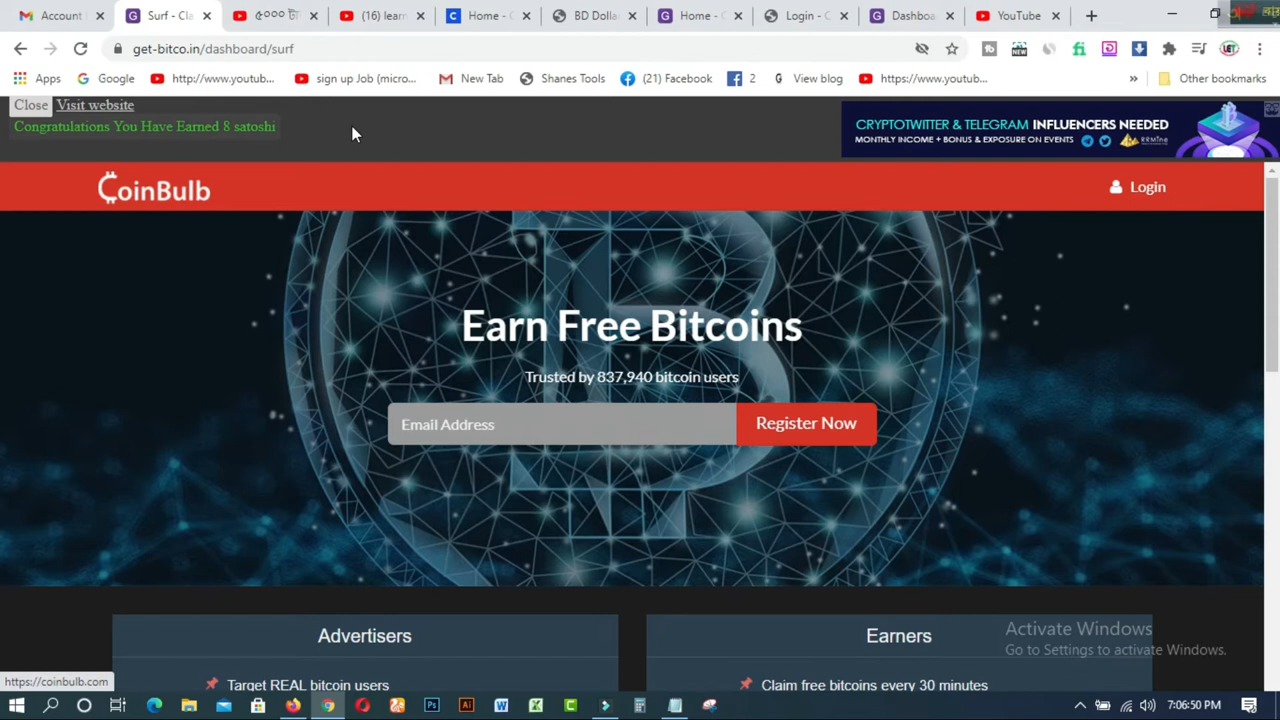 Account
Surf - Cla
(16) learn
Home - C
BD Dollar
Home - C
Login - C
Dashboa
YouTube
get-bitco.in/dashboard/surf
NEW
Apps
Google
http://www.youtub...
sign up Job (micro...
New Tab
Shanes Tools
(21) Facebook
2
View blog
https://www.youtub...
»
Other bookmarks
Close Visit website
Congratulations You Have Earned 8 satoshi
CRYPTOTWITTER & TELEGRAM INFLUENCERS NEEDED
MONTHLY INCOME + BONUS & EXPOSURE ON EVENTS
CoinBulb
Login
Earn Free Bitcoins
Trusted by 837,940 bitcoin users
Email Address
Register Now
Advertisers
Earners
Target REAL bitcoin users
Claim free bitcoins every 30 minutes
Activate Windows
Go to Settings to activate Windows.
https://coinbulb.com
7:06:50 PM